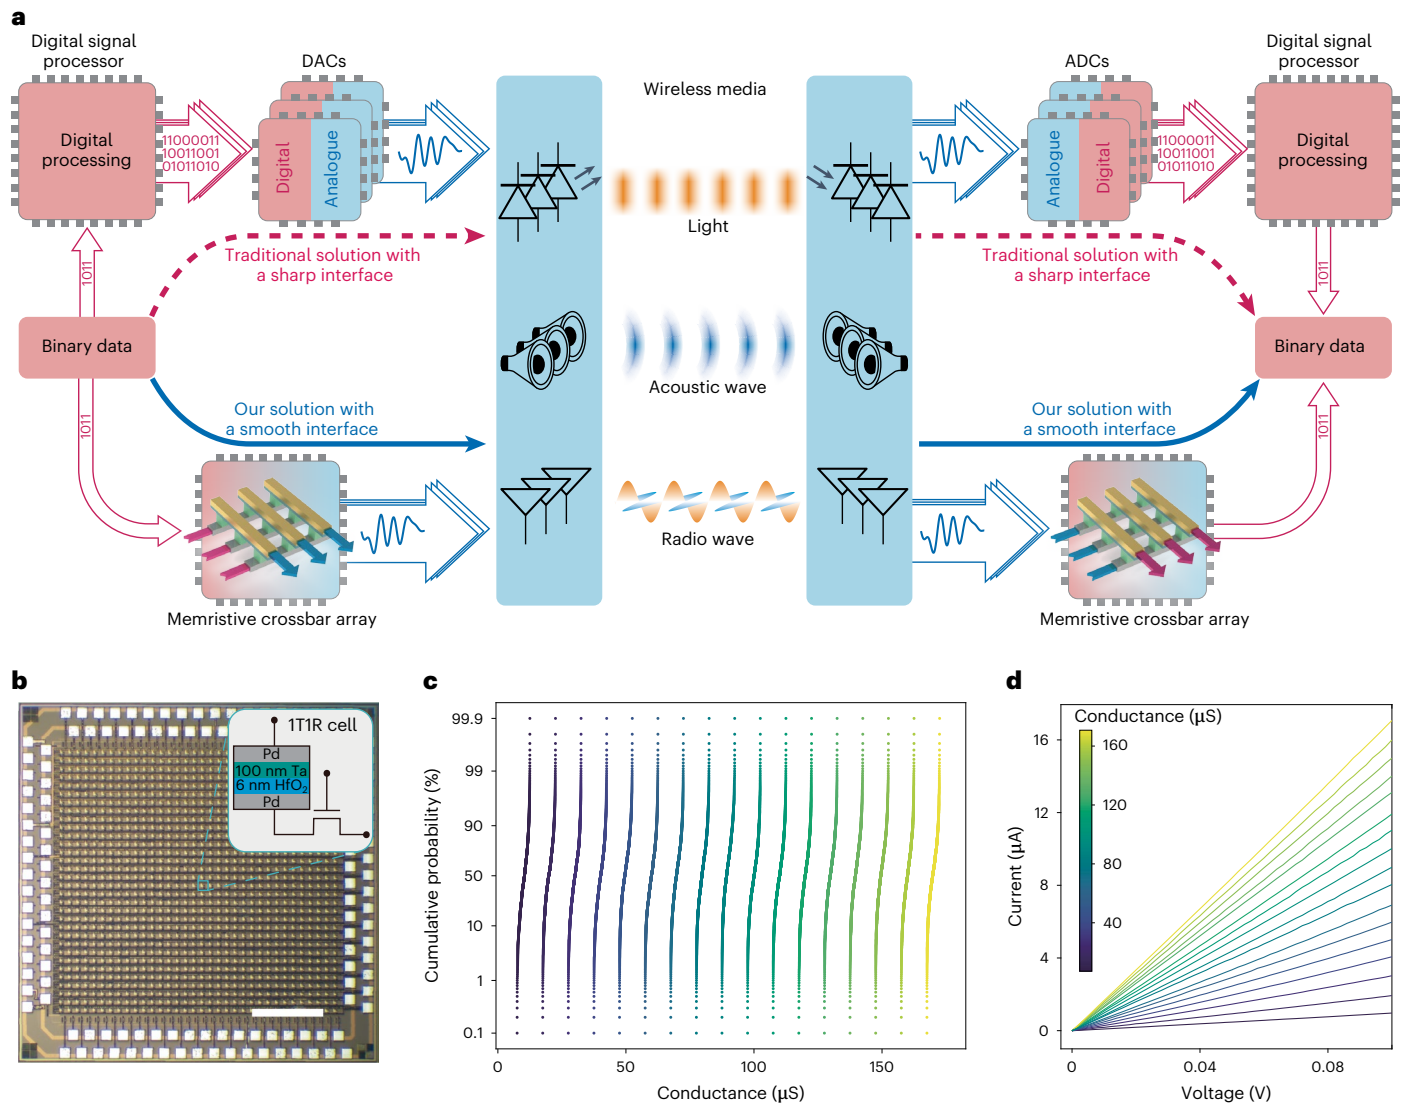 a
Digital signal
processor
DACs
Wireless media
ADCs
Digital signal
processor
Digital
processing
11000011
10011001
01011010
Digital
Analogue
Analogue
Digital
11000011
10011001
01011010
Digital
processing
Light
1011
Traditional solution with
a sharp interface
Traditional solution with
a sharp interface
1011
Binary data
Binary data
Acoustic wave
1011
Our solution with
a smooth interface
Our solution with
a smooth interface
1011
Radio wave
Memristive crossbar array
Memristive crossbar array
b
1T1R cell
Pd
100 nm Ta
6 nm HfO₂
Pd
c
Cumulative probability (%)
99.9
99
90
50
10
1
0.1
0
50
100
150
Conductance (μS)
d
Conductance (μS)
160
120
80
40
Current (μA)
16
12
8
4
0
0
0.04
0.08
Voltage (V)